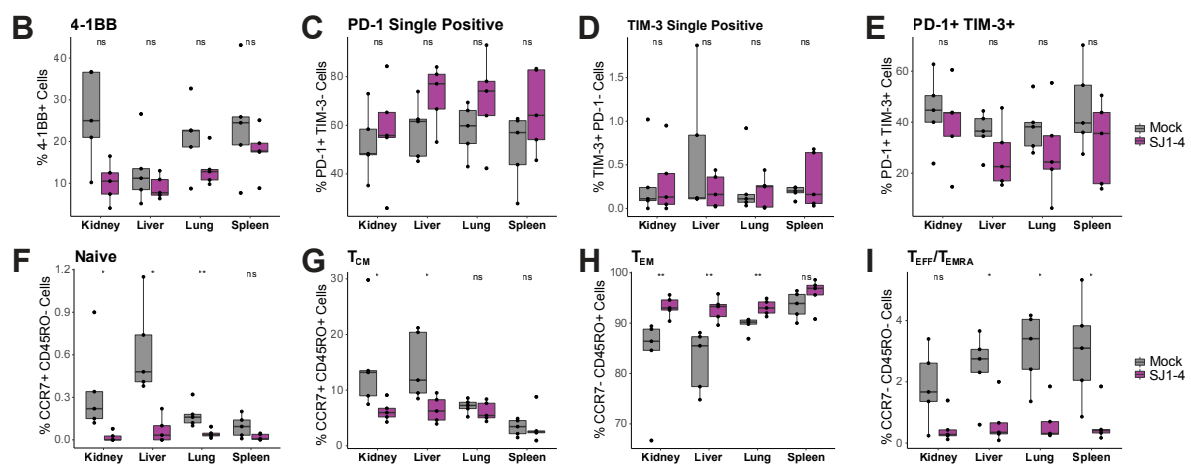 B 4-1BB
ns ns ns ns
% 4-1BB+ Cells
40
30
20
10
Kidney Liver Lung Spleen
C PD-1 Single Positive
ns ns ns ns
% PD-1+ TIM-3- Cells
80
60
40
Kidney Liver Lung Spleen
D TIM-3 Single Positive
ns ns ns ns
% TIM-3+ PD-1- Cells
1.5
1.0
0.5
0.0
Kidney Liver Lung Spleen
E PD-1+ TIM-3+
ns ns ns ns
% PD-1+ TIM-3+ Cells
60
40
20
Kidney Liver Lung Spleen
Mock
SJ1-4
F Naive
* * ** ns
% CCR7+ CD45RO- Cells
1.2
0.9
0.6
0.3
0.0
Kidney Liver Lung Spleen
G TCM
* * ns ns
% CCR7+ CD45RO+ Cells
30
20
10
0
Kidney Liver Lung Spleen
H TEM
** ** ** ns
% CCR7- CD45RO+ Cells
100
90
80
70
Kidney Liver Lung Spleen
I TEFF/TEMRA
ns * * *
% CCR7- CD45RO- Cells
4
2
0
Kidney Liver Lung Spleen
Mock
SJ1-4